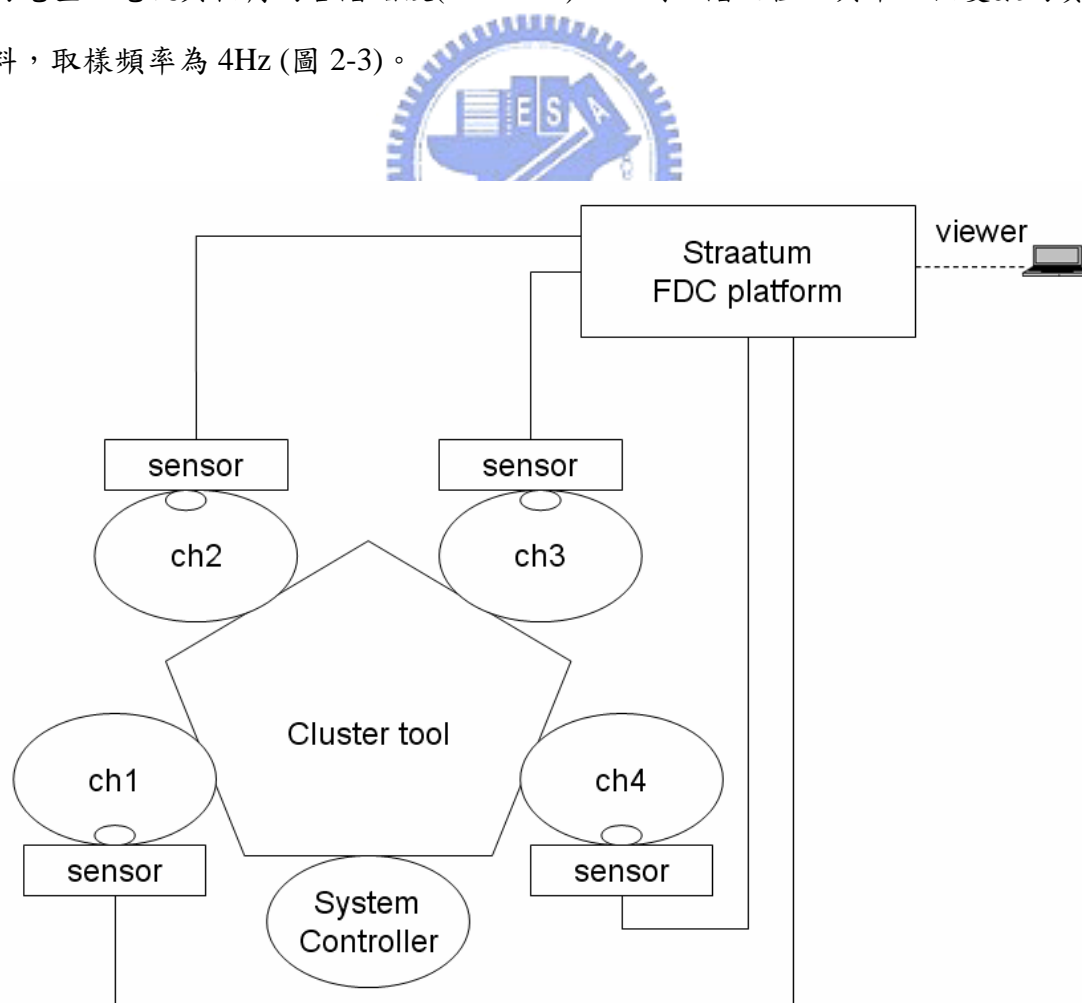 料，取樣頻率為 4Hz (圖 2-3)。
E S A
viewer
Straatum
FDC platform
sensor
sensor
ch2
ch3
Cluster tool
ch1
ch4
sensor
sensor
System
Controller